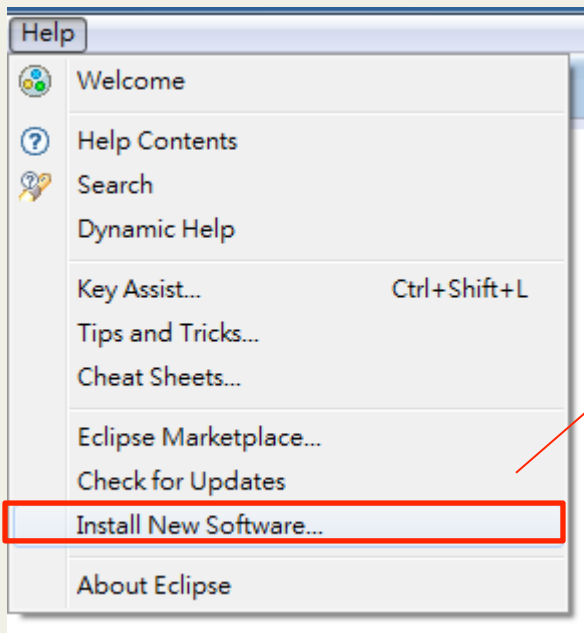 Help
Welcome
Help Contents
Search
Dynamic Help
Key Assist... Ctrl+Shift+L
Tips and Tricks...
Cheat Sheets...
Eclipse Marketplace...
Check for Updates
Install New Software...
About Eclipse